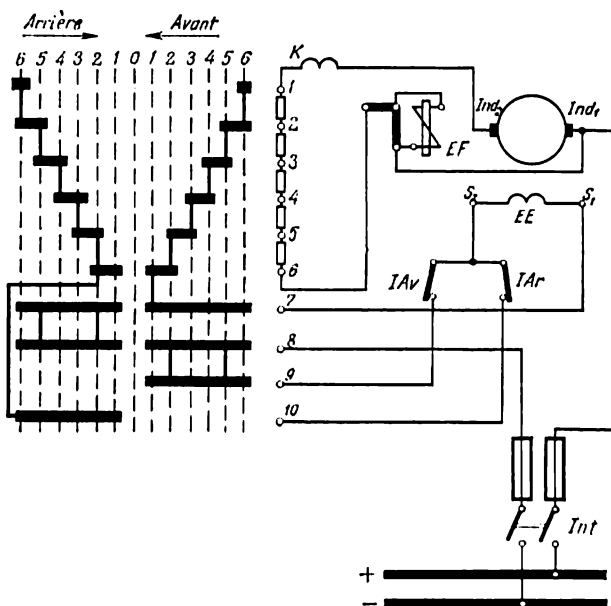 Arrière Avant
6 5 4 3 2 1 0 1 2 3 4 5 6
K
1
2
3
4
5
6
7
8
9
10
EF
Ind₂ Ind₁
S₂ EE S₁
IAv IAr
Int
+
−